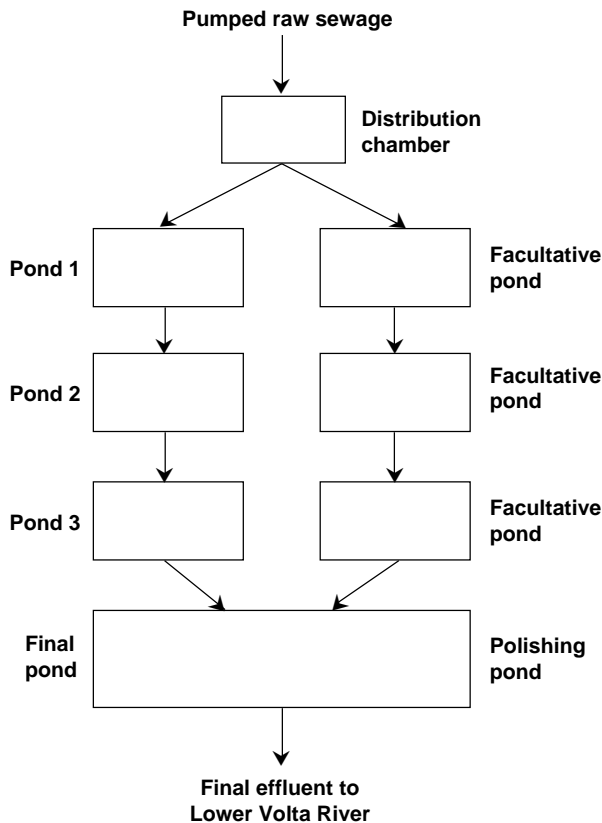 Pumped raw sewage
Distribution
chamber
Pond 1
Facultative
pond
Pond 2
Facultative
pond
Pond 3
Facultative
pond
Final
pond
Polishing
pond
Final effluent to
Lower Volta River